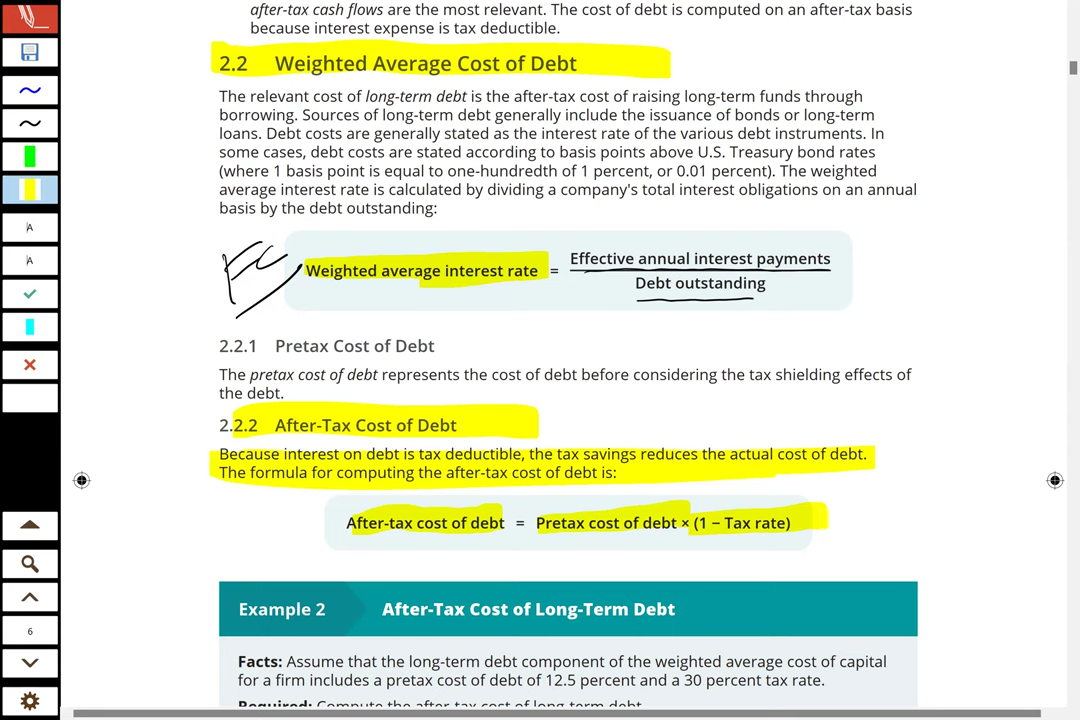 after-tax cash flows are the most relevant. The cost of debt is computed on an after-tax basis
because interest expense is tax deductible.
2.2 Weighted Average Cost of Debt
The relevant cost of long-term debt is the after-tax cost of raising long-term funds through
borrowing. Sources of long-term debt generally include the issuance of bonds or long-term
loans. Debt costs are generally stated as the interest rate of the various debt instruments. In
some cases, debt costs are stated according to basis points above U.S. Treasury bond rates
(where 1 basis point is equal to one-hundredth of 1 percent, or 0.01 percent). The weighted
average interest rate is calculated by dividing a company's total interest obligations on an annual
basis by the debt outstanding:
Weighted average interest rate = Effective annual interest payments
Debt outstanding
2.2.1 Pretax Cost of Debt
The pretax cost of debt represents the cost of debt before considering the tax shielding effects of
the debt.
2.2.2 After-Tax Cost of Debt
Because interest on debt is tax deductible, the tax savings reduces the actual cost of debt.
The formula for computing the after-tax cost of debt is:
After-tax cost of debt = Pretax cost of debt × (1 − Tax rate)
Example 2 After-Tax Cost of Long-Term Debt
Facts: Assume that the long-term debt component of the weighted average cost of capital
for a firm includes a pretax cost of debt of 12.5 percent and a 30 percent tax rate.
Required: Compute the after-tax cost of long-term debt.
A
A
6